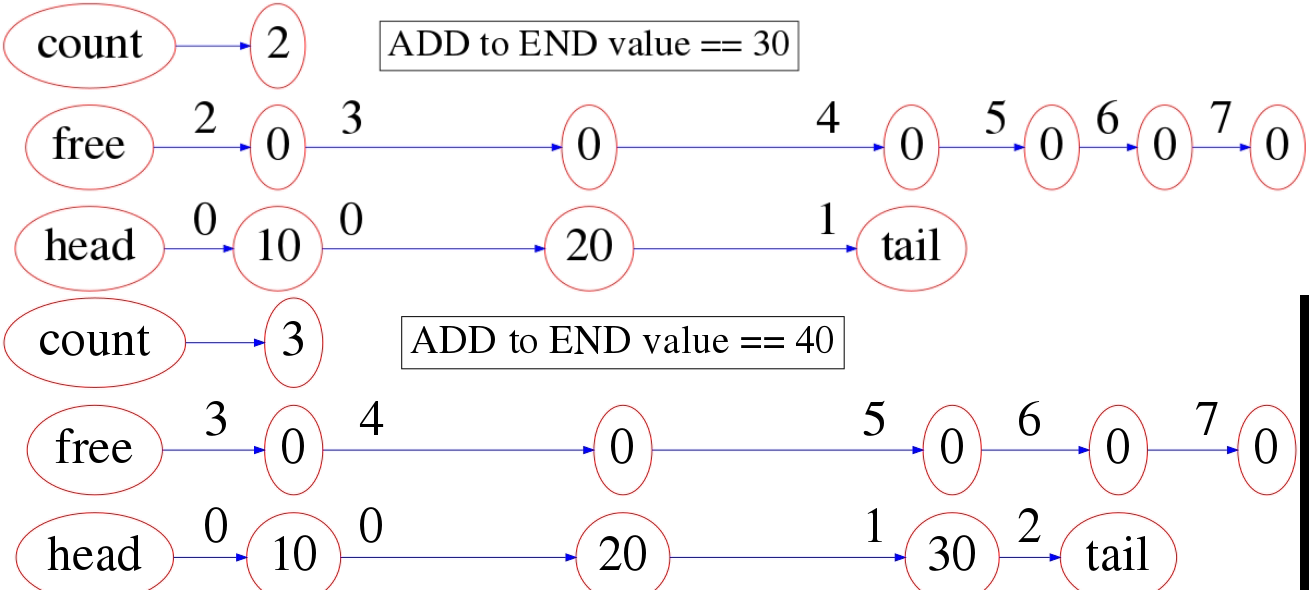 count 2 ADD to END value == 30
free 2 0 3 0 4 0 5 0 6 0 7 0
head 0 10 0 20 1 tail
count 3 ADD to END value == 40
free 3 0 4 0 5 0 6 0 7 0
head 0 10 0 20 1 30 2 tail